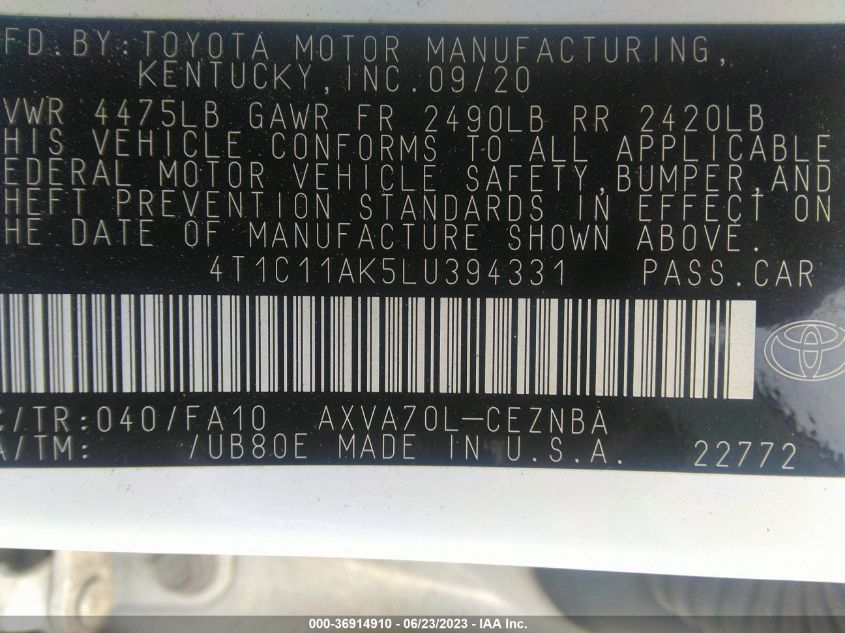 FD.BY:TOYOTA MOTOR MANUFACTURING,
KENTUCKY,INC.09/20
VWR 4475LB GAWR FR 2490LB RR 2420LB
HIS VEHICLE CONFORMS TO ALL APPLICABLE
EDERAL MOTOR VEHICLE SAFETY,BUMPER,AND
HEFT PREVENTION STANDARDS IN EFFECT ON
HE DATE OF MANUFACTURE SHOWN ABOVE.
4T1C11AK5LU394331 PASS.CAR
C/TR:040/FA10 AXVA70L-CEZNBA
A/TM: /UB80E MADE IN U.S.A. 22772
000-36914910 - 06/23/2023 - IAA Inc.